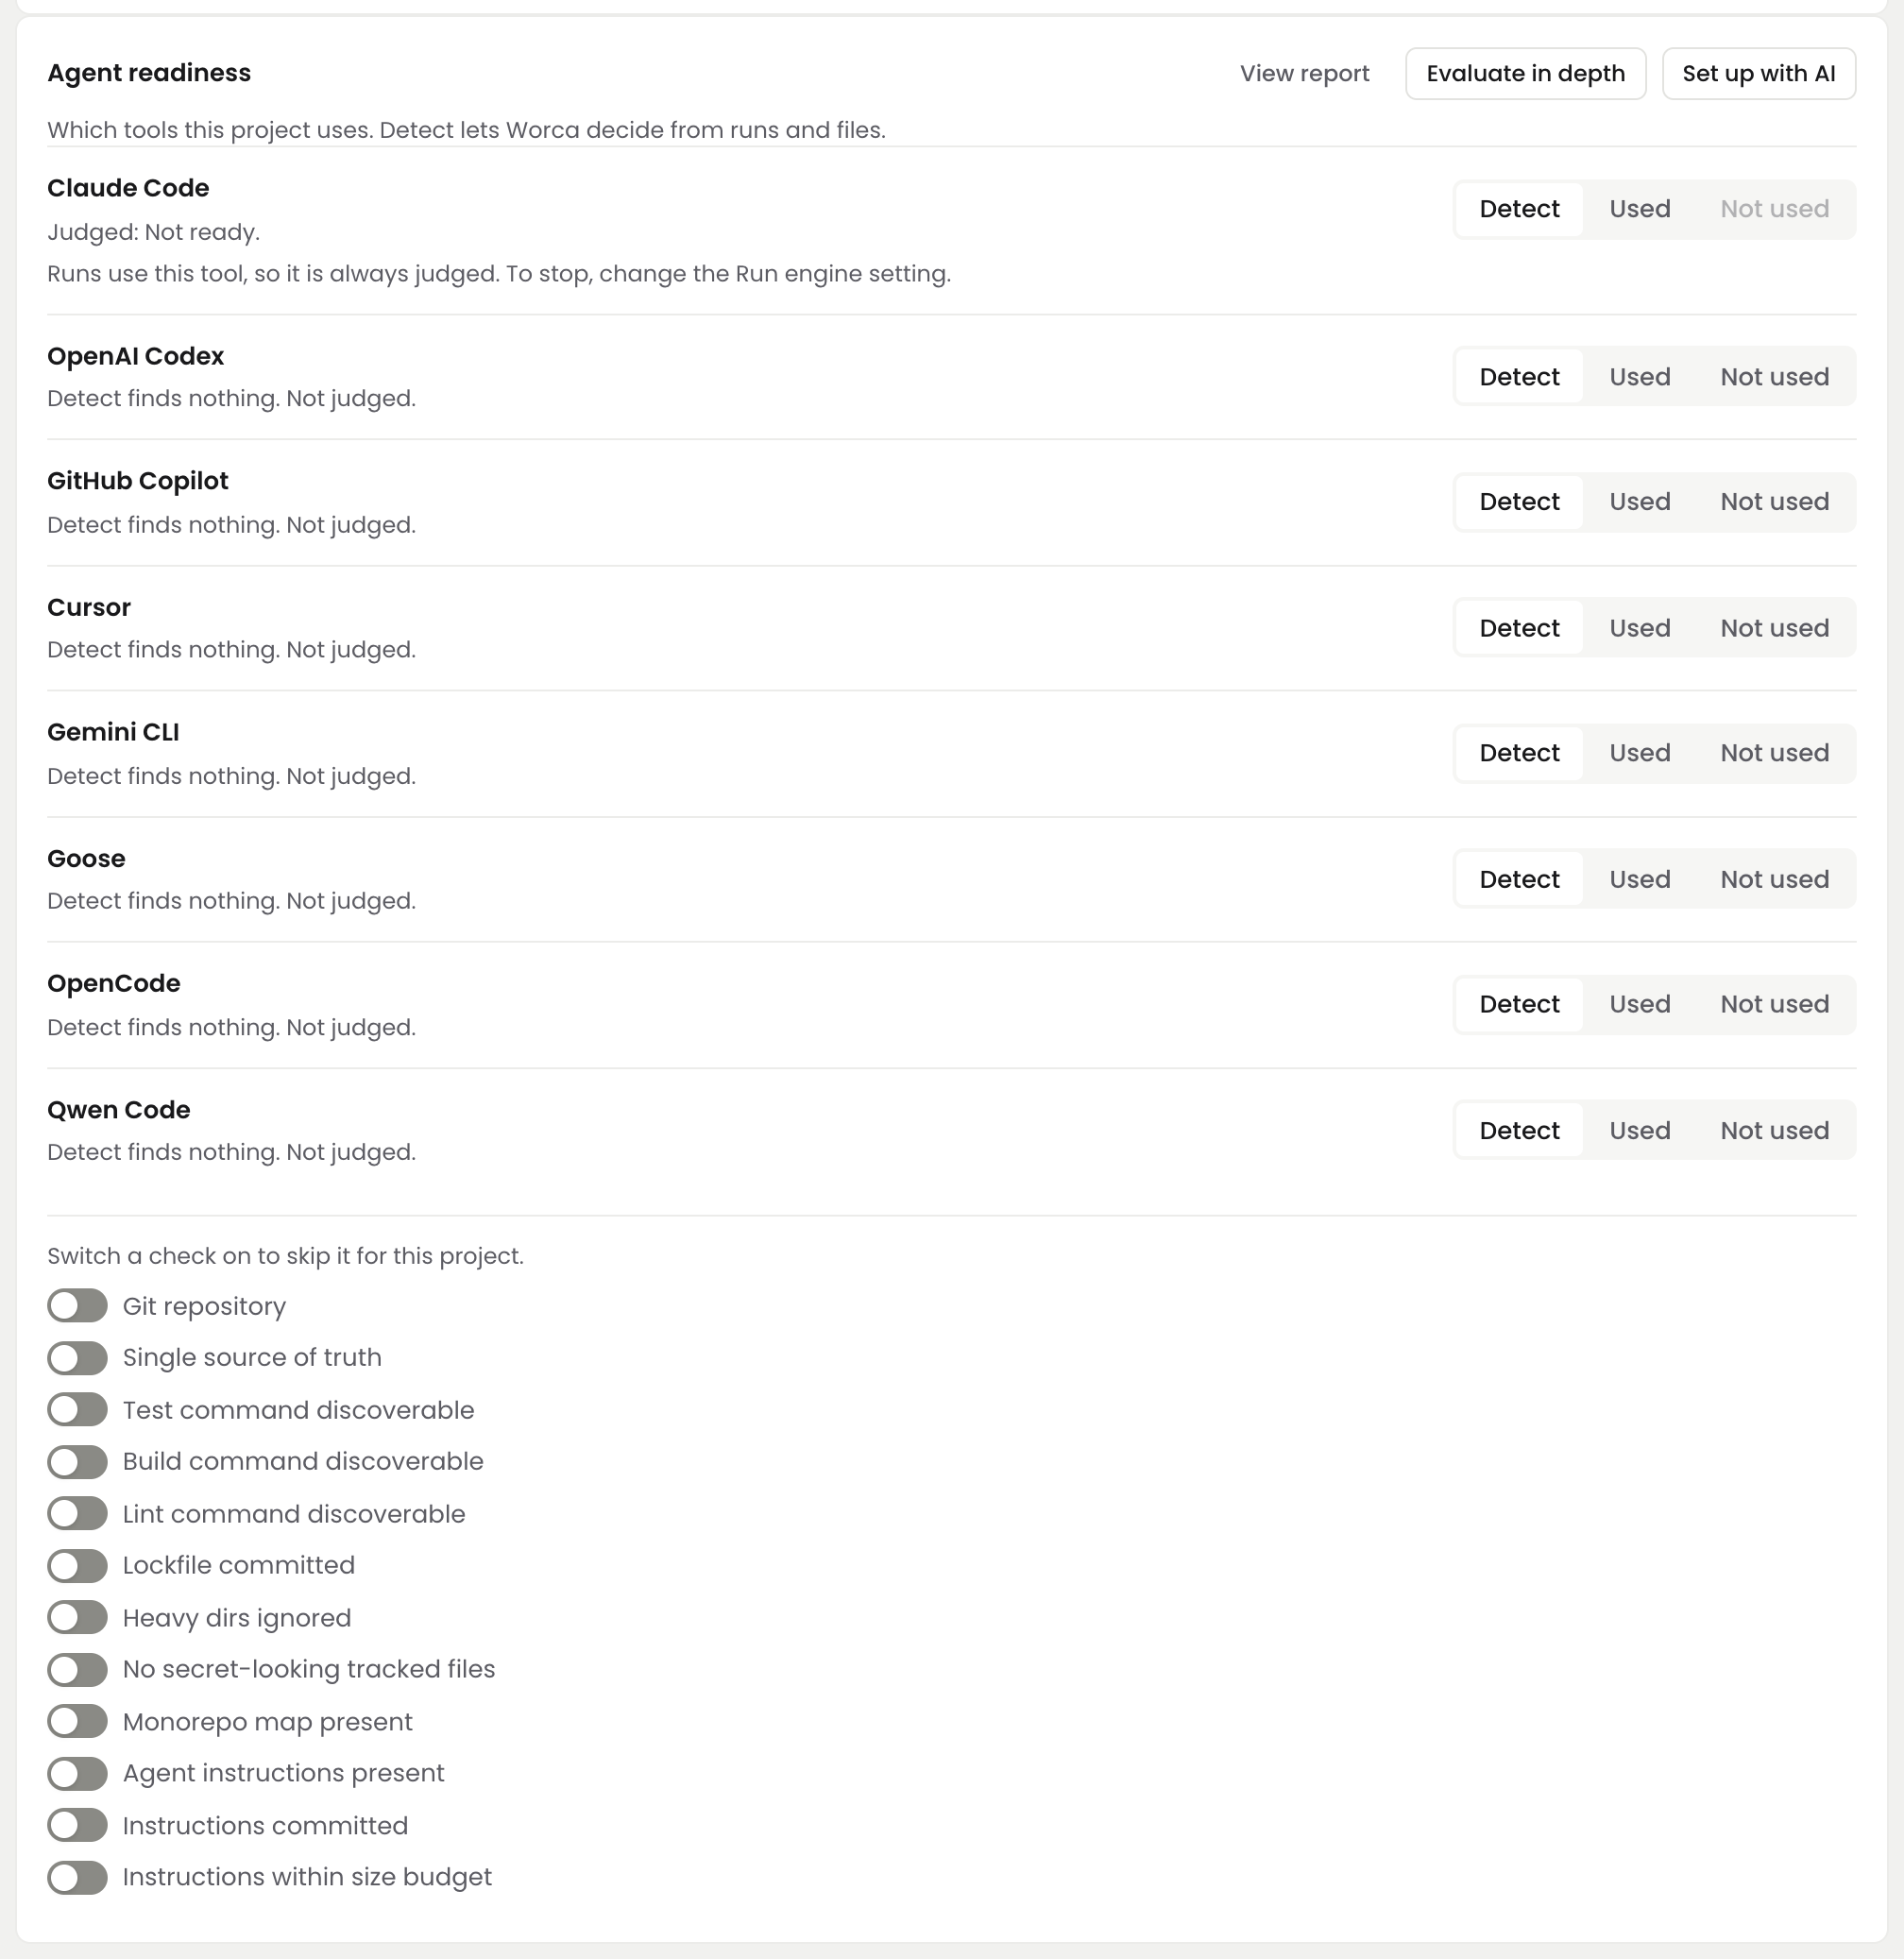 Agent readiness
View report
Evaluate in depth
Set up with AI
Which tools this project uses. Detect lets Worca decide from runs and files.
Claude Code
Detect
Used
Not used
Judged: Not ready.
Runs use this tool, so it is always judged. To stop, change the Run engine setting.
OpenAI Codex
Detect
Used
Not used
Detect finds nothing. Not judged.
GitHub Copilot
Detect
Used
Not used
Detect finds nothing. Not judged.
Cursor
Detect
Used
Not used
Detect finds nothing. Not judged.
Gemini CLI
Detect
Used
Not used
Detect finds nothing. Not judged.
Goose
Detect
Used
Not used
Detect finds nothing. Not judged.
OpenCode
Detect
Used
Not used
Detect finds nothing. Not judged.
Qwen Code
Detect
Used
Not used
Detect finds nothing. Not judged.
Switch a check on to skip it for this project.
Git repository
Single source of truth
Test command discoverable
Build command discoverable
Lint command discoverable
Lockfile committed
Heavy dirs ignored
No secret-looking tracked files
Monorepo map present
Agent instructions present
Instructions committed
Instructions within size budget